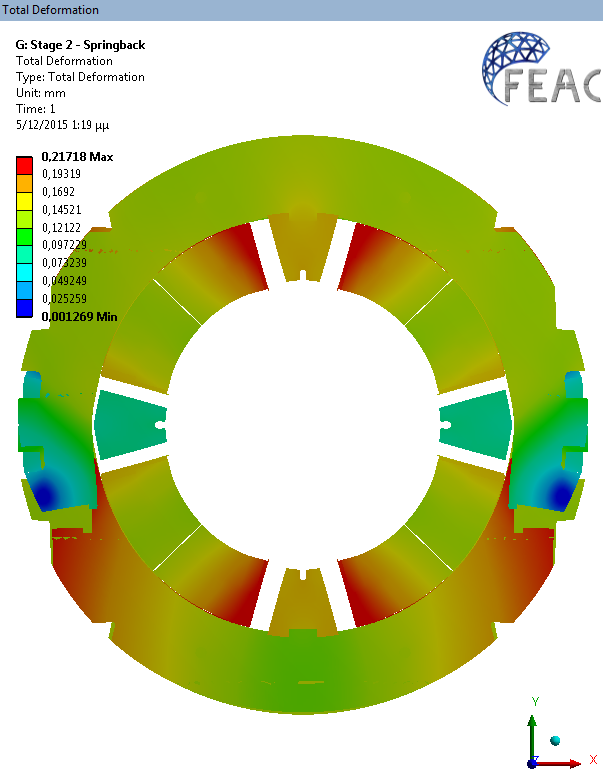 Total Deformation
G: Stage 2 - Springback
Total Deformation
Type: Total Deformation
Unit: mm
Time: 1
5/12/2015 1:19 μμ
FEAC
0,21718 Max
0,19319
0,1692
0,14521
0,12122
0,097229
0,073239
0,049249
0,025259
0,001269 Min
Y
Z
X